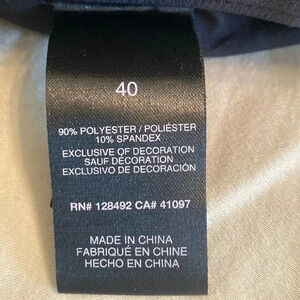 40
90% POLYESTER / POLIÉSTER
10% SPANDEX
EXCLUSIVE OF DECORATION
SAUF DÉCORATION
EXCLUSIVO DE DECORACIÓN
RN# 128492 CA# 41097
MADE IN CHINA
FABRIQUÉ EN CHINE
HECHO EN CHINA